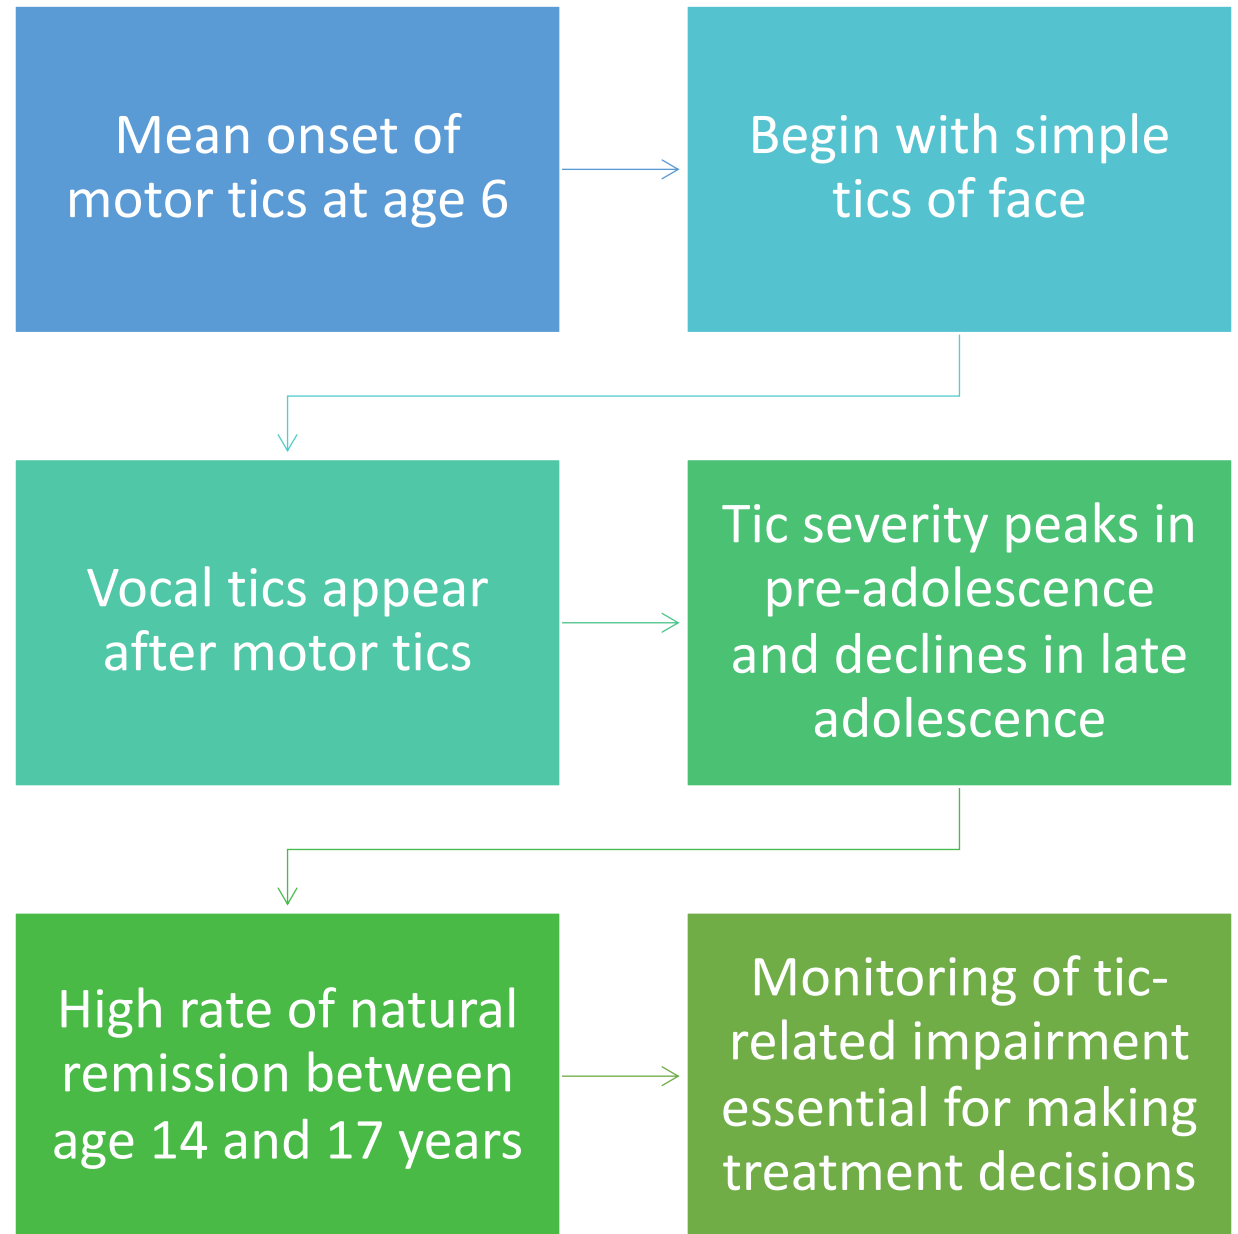 Mean onset of
motor tics at age 6
Begin with simple
tics of face
Vocal tics appear
after motor tics
Tic severity peaks in
pre-adolescence
and declines in late
adolescence
High rate of natural
remission between
age 14 and 17 years
Monitoring of tic-
related impairment
essential for making
treatment decisions